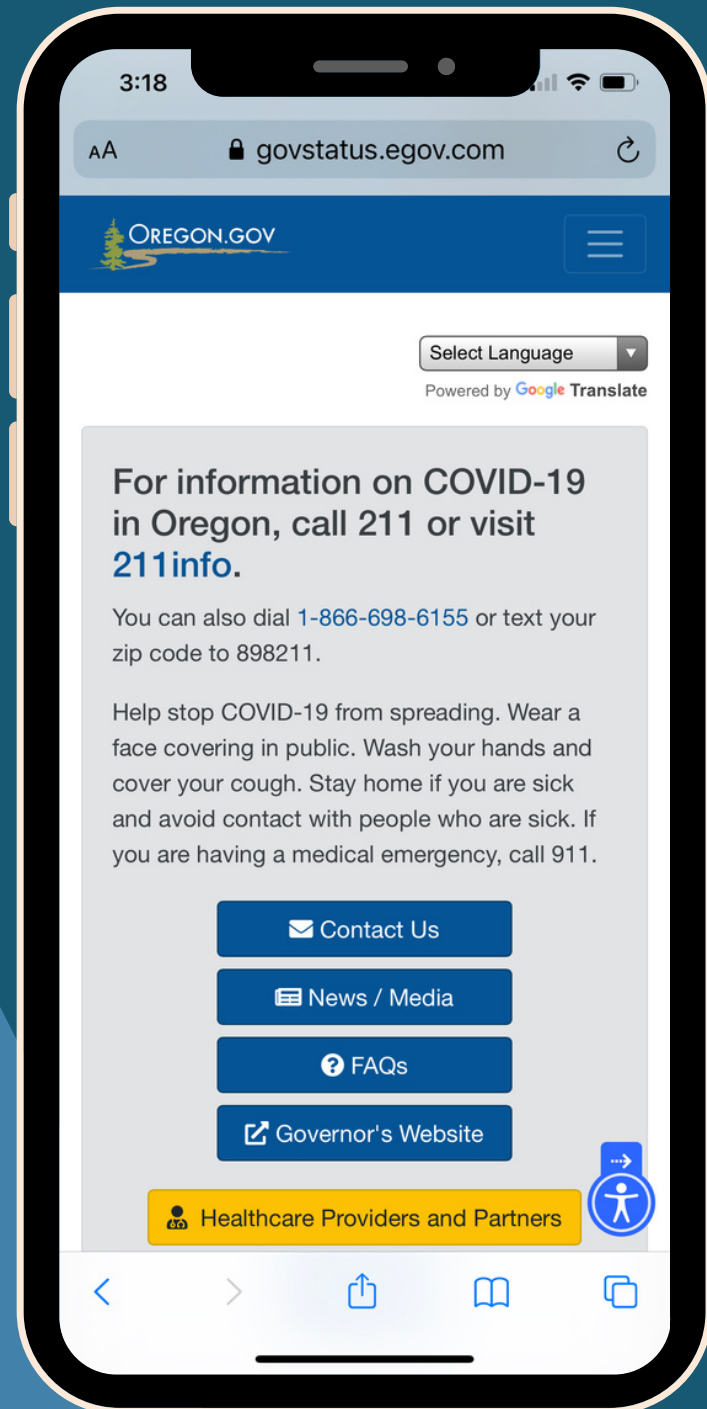 3:18
AA govstatus.egov.com
OREGON.GOV
Select Language
Powered by Google Translate
For information on COVID-19
in Oregon, call 211 or visit
211info.
You can also dial 1-866-698-6155 or text your
zip code to 898211.
Help stop COVID-19 from spreading. Wear a
face covering in public. Wash your hands and
cover your cough. Stay home if you are sick
and avoid contact with people who are sick. If
you are having a medical emergency, call 911.
Contact Us
News / Media
FAQs
Governor's Website
Healthcare Providers and Partners